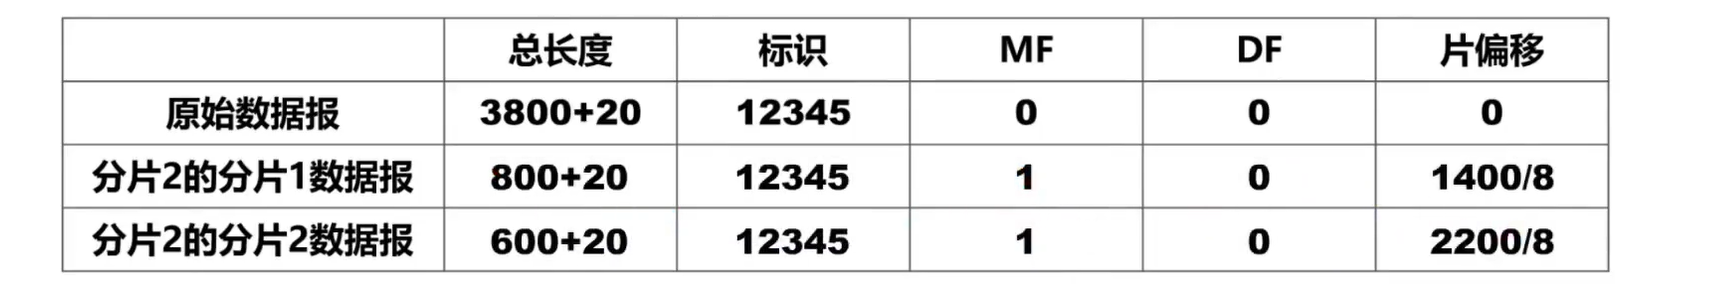 总长度 标识 MF DF 片偏移
原始数据报 3800+20 12345 0 0 0
分片2的分片1数据报 800+20 12345 1 0 1400/8
分片2的分片2数据报 600+20 12345 1 0 2200/8